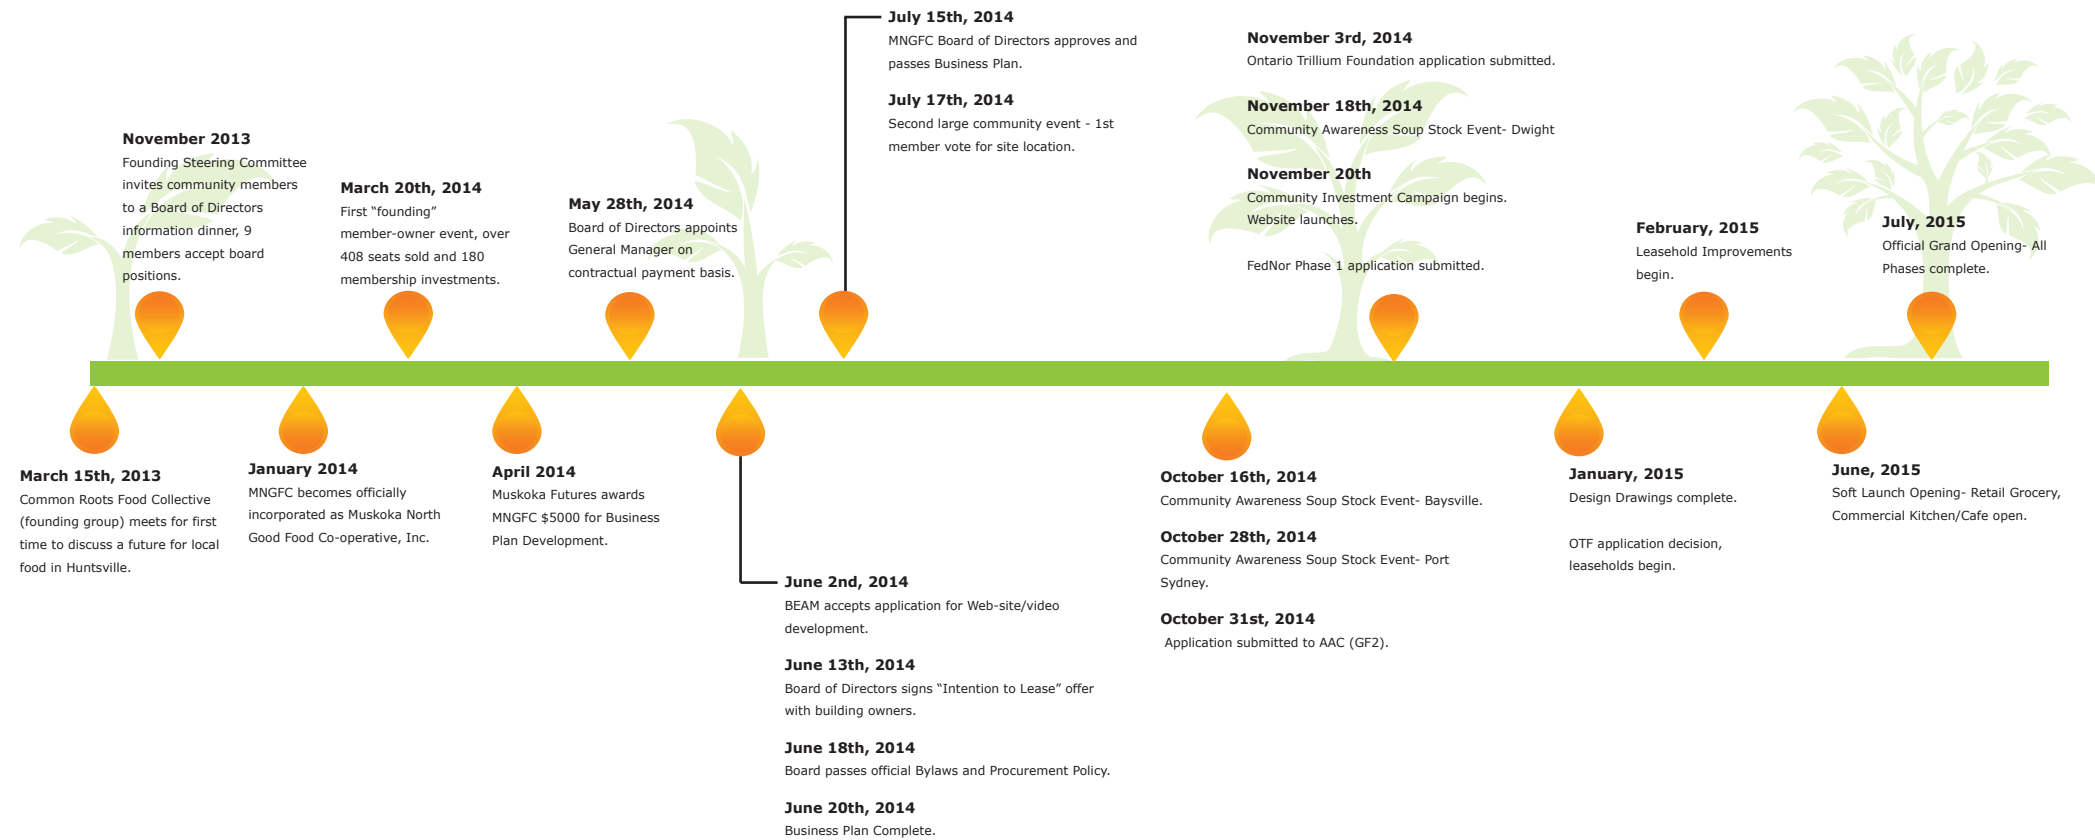 November 2013
Founding Steering Committee
invites community members
to a Board of Directors
information dinner, 9
members accept board
positions.
March 20th, 2014
First “founding”
member-owner event, over
408 seats sold and 180
membership investments.
May 28th, 2014
Board of Directors appoints
General Manager on
contractual payment basis.
July 15th, 2014
MNGFC Board of Directors approves and
passes Business Plan.
July 17th, 2014
Second large community event - 1st
member vote for site location.
November 3rd, 2014
Ontario Trillium Foundation application submitted.
November 18th, 2014
Community Awareness Soup Stock Event- Dwight
November 20th
Community Investment Campaign begins.
Website launches.
FedNor Phase 1 application submitted.
February, 2015
Leasehold Improvements
begin.
July, 2015
Official Grand Opening- All
Phases complete.
March 15th, 2013
Common Roots Food Collective
(founding group) meets for first
time to discuss a future for local
food in Huntsville.
January 2014
MNGFC becomes officially
incorporated as Muskoka North
Good Food Co-operative, Inc.
April 2014
Muskoka Futures awards
MNGFC $5000 for Business
Plan Development.
June 2nd, 2014
BEAM accepts application for Web-site/video
development.
June 13th, 2014
Board of Directors signs “Intention to Lease” offer
with building owners.
June 18th, 2014
Board passes official Bylaws and Procurement Policy.
June 20th, 2014
Business Plan Complete.
October 16th, 2014
Community Awareness Soup Stock Event- Baysville.
October 28th, 2014
Community Awareness Soup Stock Event- Port
Sydney.
October 31st, 2014
Application submitted to AAC (GF2).
January, 2015
Design Drawings complete.
OTF application decision,
leaseholds begin.
June, 2015
Soft Launch Opening- Retail Grocery,
Commercial Kitchen/Cafe open.